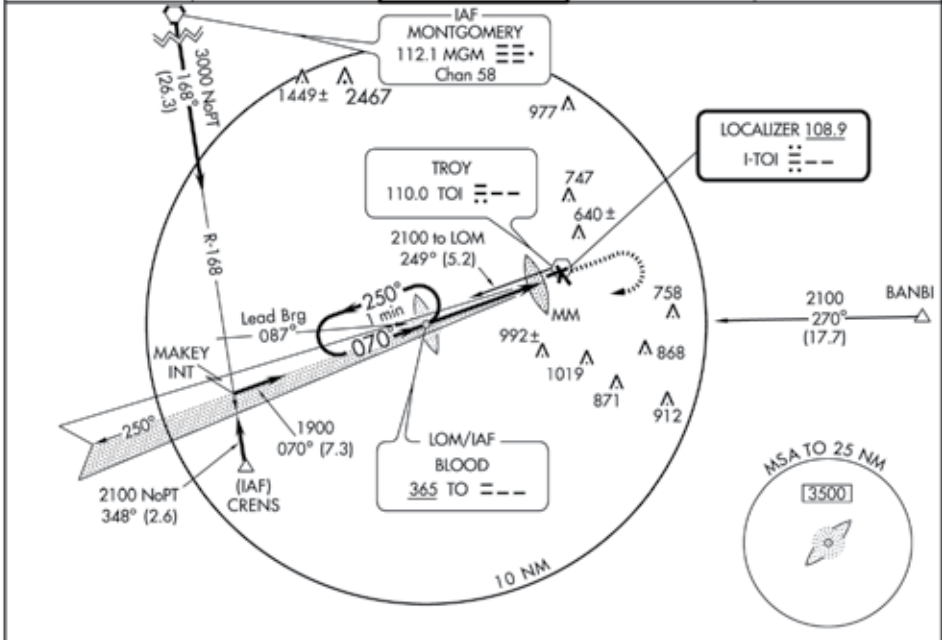 IAF
MONTGOMERY
112.1 MGM
Chan 58
3000 NoPT
168°
(26.3)
1449±
2467
977
LOCALIZER 108.9
I-TOI
TROY
110.0 TOI
747
640±
2100 to LOM
249° (5.2)
R-168
250°
1 min
070°
Lead Brg
087°
MM
758
2100
270°
(17.7)
BANBI
MAKEY
INT
992±
1019
868
871
912
250°
1900
070° (7.3)
LOM/IAF
BLOOD
365 TO
2100 NoPT
348° (2.6)
(IAF)
CRENS
MSA TO 25 NM
3500
10 NM